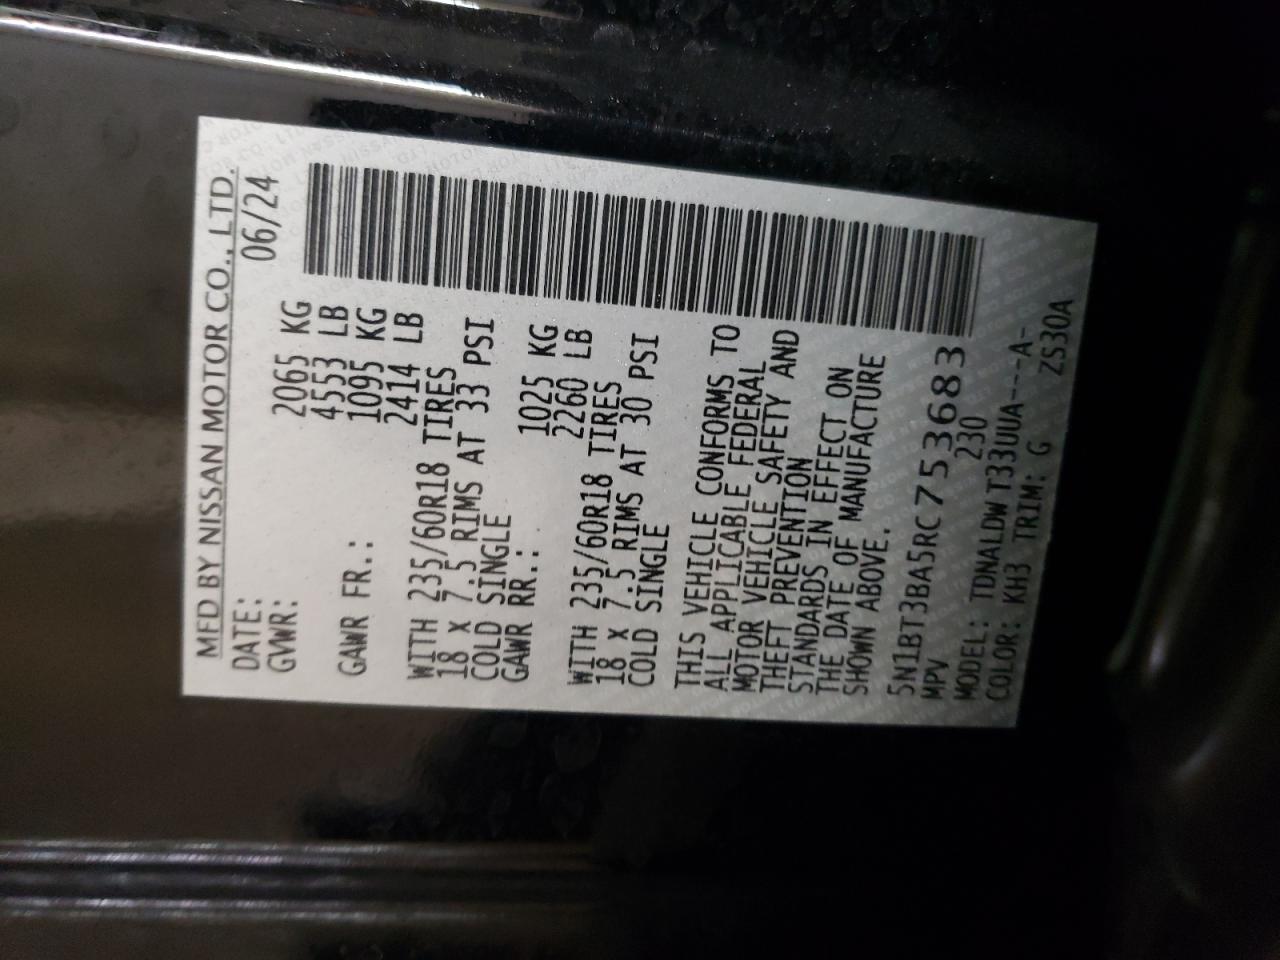 MFD BY NISSAN MOTOR CO., LTD.
DATE: 06/24
GVWR: 2065 KG
4553 LB
GAWR FR.: 1095 KG
2414 LB
WITH 235/60R18 TIRES
18 x 7.5 RIMS AT 33 PSI
COLD SINGLE
GAWR RR.: 1025 KG
2260 LB
WITH 235/60R18 TIRES
18 x 7.5 RIMS AT 30 PSI
COLD SINGLE
THIS VEHICLE CONFORMS TO
ALL APPLICABLE FEDERAL
MOTOR VEHICLE SAFETY AND
THEFT PREVENTION
STANDARDS IN EFFECT ON
THE DATE OF MANUFACTURE
SHOWN ABOVE.
5N1BT3BA5RC753683
MPV 230
MODEL: TDNALDW T33UUA---A-
COLOR: KH3 TRIM: G ZS30A